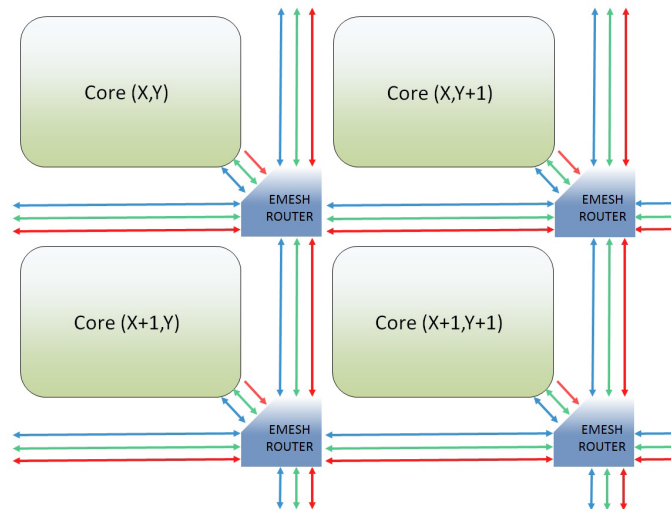 Core (X,Y)
Core (X,Y+1)
EMESH
ROUTER
EMESH
ROUTER
Core (X+1,Y)
Core (X+1,Y+1)
EMESH
ROUTER
EMESH
ROUTER